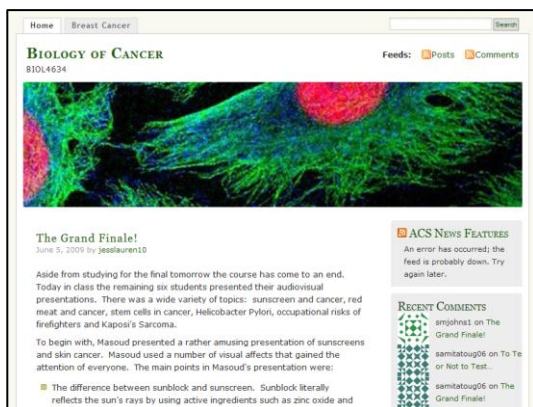 Home Breast Cancer Search
Biology of Cancer
BIOL4634
Feeds: Posts Comments
The Grand Finale!
June 5, 2009 by jesslauren10
Aside from studying for the final tomorrow the course has come to an end.
Today in class the remaining six students presented their audiovisual
presentations. There was a wide variety of topics: sunscreen and cancer, red
meat and cancer, stem cells in cancer, Helicobater Pylori, occupational risks of
firefighters and Kaposi's Sarcoma.
To begin with, Masoud presented a rather amusing presentation of sunscreens
and skin cancer. Masoud used a number of visual affects that gained the
attention of everyone. The main points in Masoud's presentation were:
The difference between sunblock and sunscreen. Sunblock literally
reflects the sun's rays by using active ingredients such as zinc oxide and
ACS News Features
An error has occurred; the
feed is probably down. Try
again later.
Recent Comments
smjohns1 on The
Grand Finale!
samitatoug06 on To Te
or Not to Test...
samitatoug06 on The
Grand Finale!